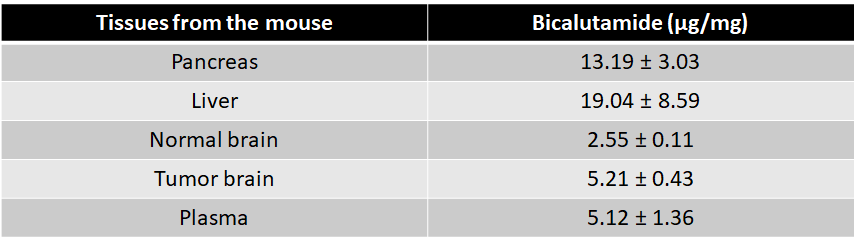 Tissues from the mouse Bicalutamide (µg/mg)
Pancreas 13.19 ± 3.03
Liver 19.04 ± 8.59
Normal brain 2.55 ± 0.11
Tumor brain 5.21 ± 0.43
Plasma 5.12 ± 1.36